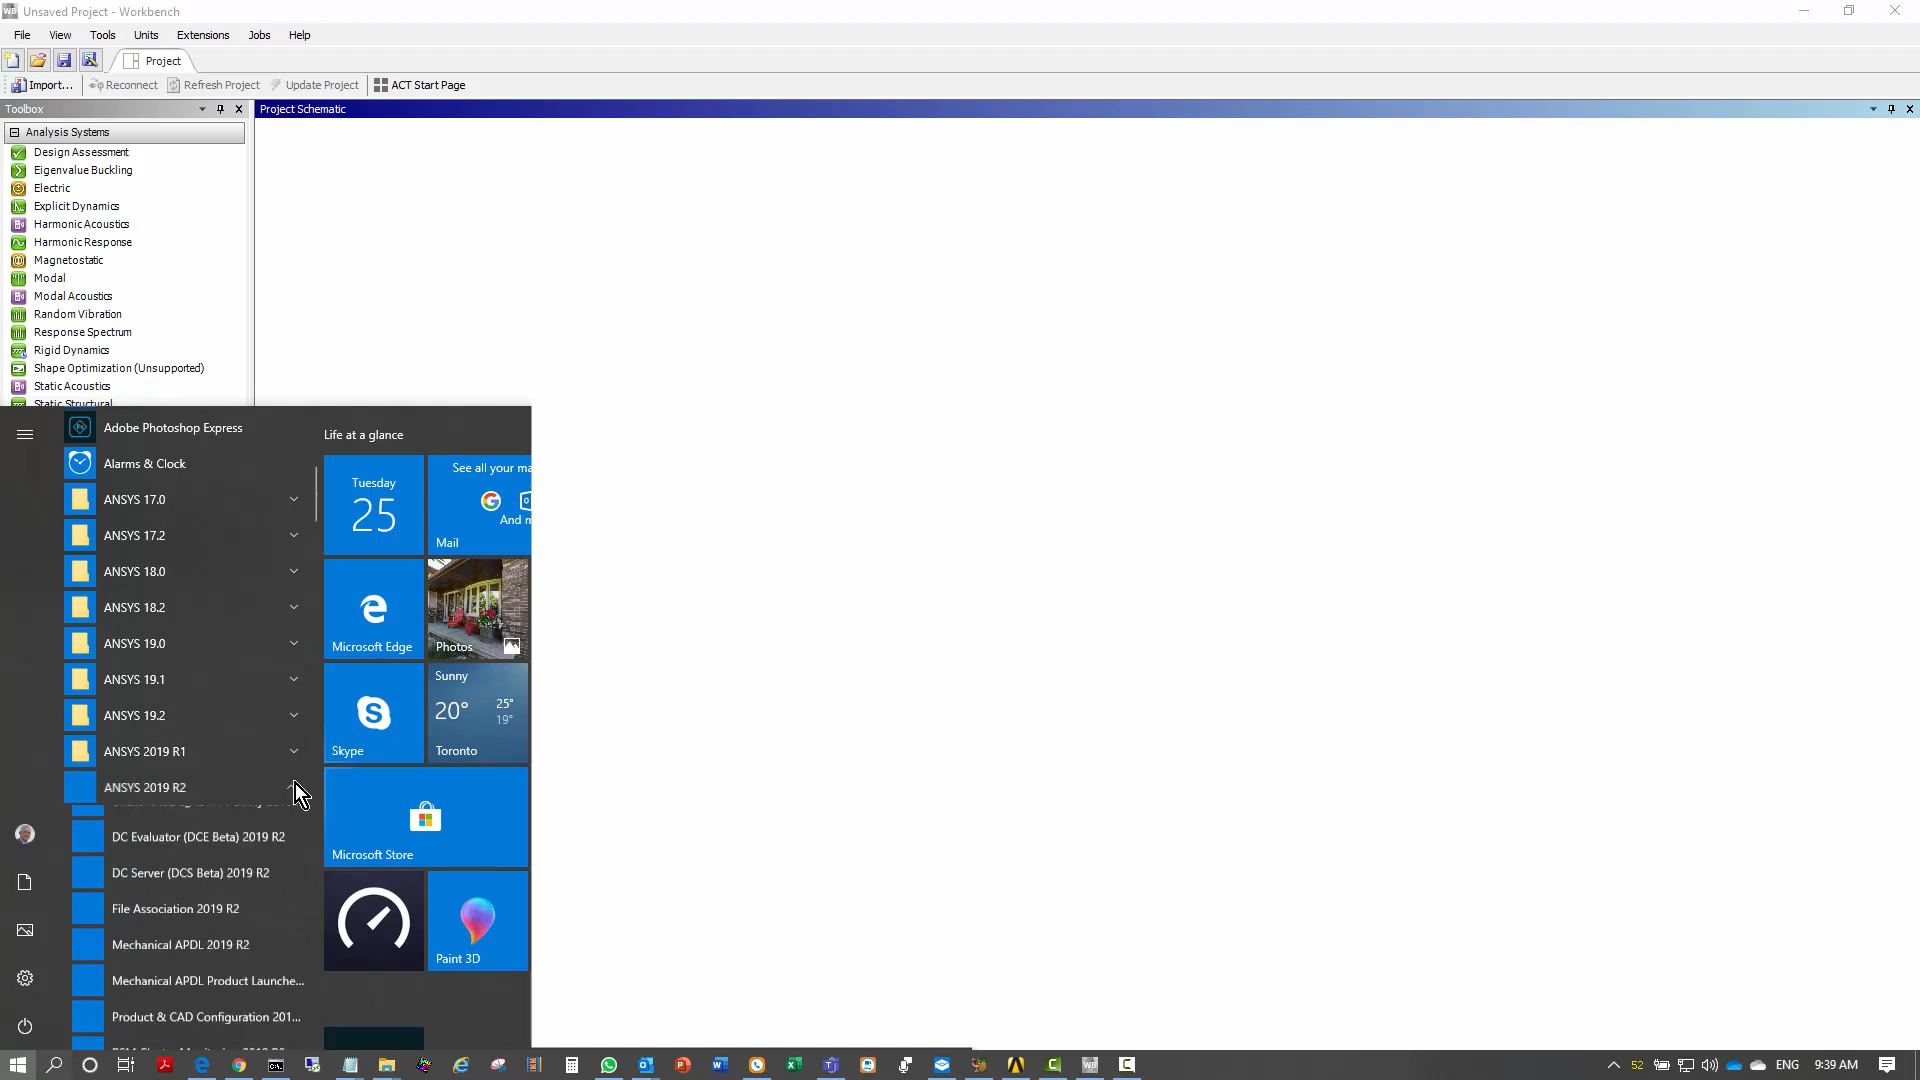 Unsaved Project - Workbench
File View Tools Units Extensions Jobs Help
Project
Import... Reconnect Refresh Project Update Project ACT Start Page
Toolbox
Project Schematic
Analysis Systems
Design Assessment
Eigenvalue Buckling
Electric
Explicit Dynamics
Harmonic Acoustics
Harmonic Response
Magnetostatic
Modal
Modal Acoustics
Random Vibration
Response Spectrum
Rigid Dynamics
Shape Optimization (Unsupported)
Static Acoustics
Static Structural
Adobe Photoshop Express
Alarms & Clock
ANSYS 17.0
ANSYS 17.2
ANSYS 18.0
ANSYS 18.2
ANSYS 19.0
ANSYS 19.1
ANSYS 19.2
ANSYS 2019 R1
ANSYS 2019 R2
DC Evaluator (DCE Beta) 2019 R2
DC Server (DCS Beta) 2019 R2
File Association 2019 R2
Mechanical APDL 2019 R2
Mechanical APDL Product Launche...
Product & CAD Configuration 201...
Life at a glance
Tuesday
25
See all your ma
And m
Mail
Microsoft Edge
Photos
Skype
Sunny
20° 25°
19°
Toronto
Microsoft Store
Paint 3D
52 ENG 9:39 AM